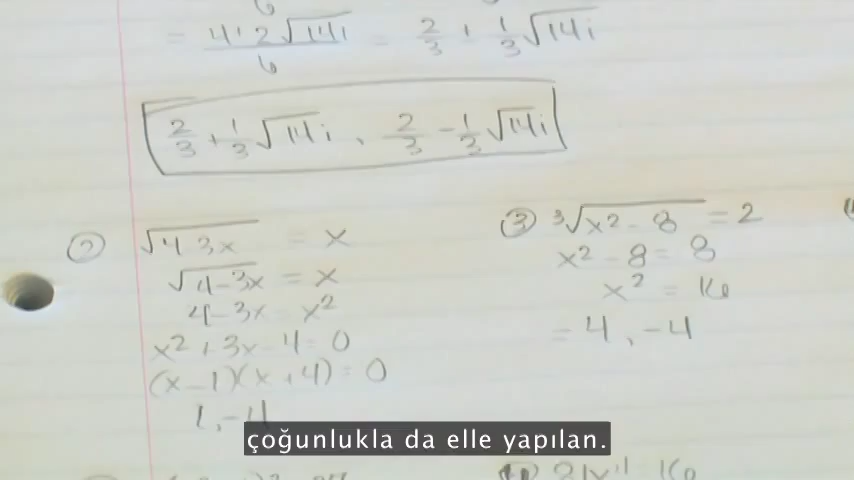 = 4+2√14i / 6 = 2/3 + 1/3 √14i
2/3 + 1/3 √14i , 2/3 - 1/3 √14i
② √4 3x = x
√4-3x = x
4-3x = x²
x² + 3x - 4 = 0
(x-1)(x+4) = 0
1, -4
③ ³√x² - 8 = 2
x² - 8 = 8
x² = 16
= 4, -4
çoğunlukla da elle yapılan.